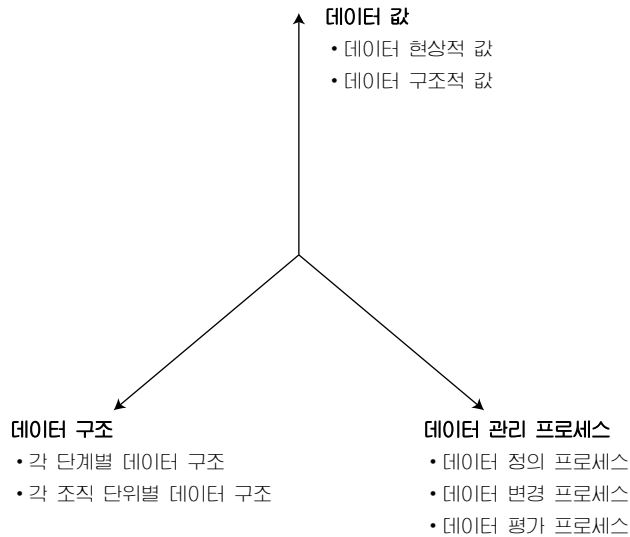 데이터 값
• 데이터 현상적 값
• 데이터 구조적 값
데이터 구조
• 각 단계별 데이터 구조
• 각 조직 단위별 데이터 구조
데이터 관리 프로세스
• 데이터 정의 프로세스
• 데이터 변경 프로세스
• 데이터 평가 프로세스